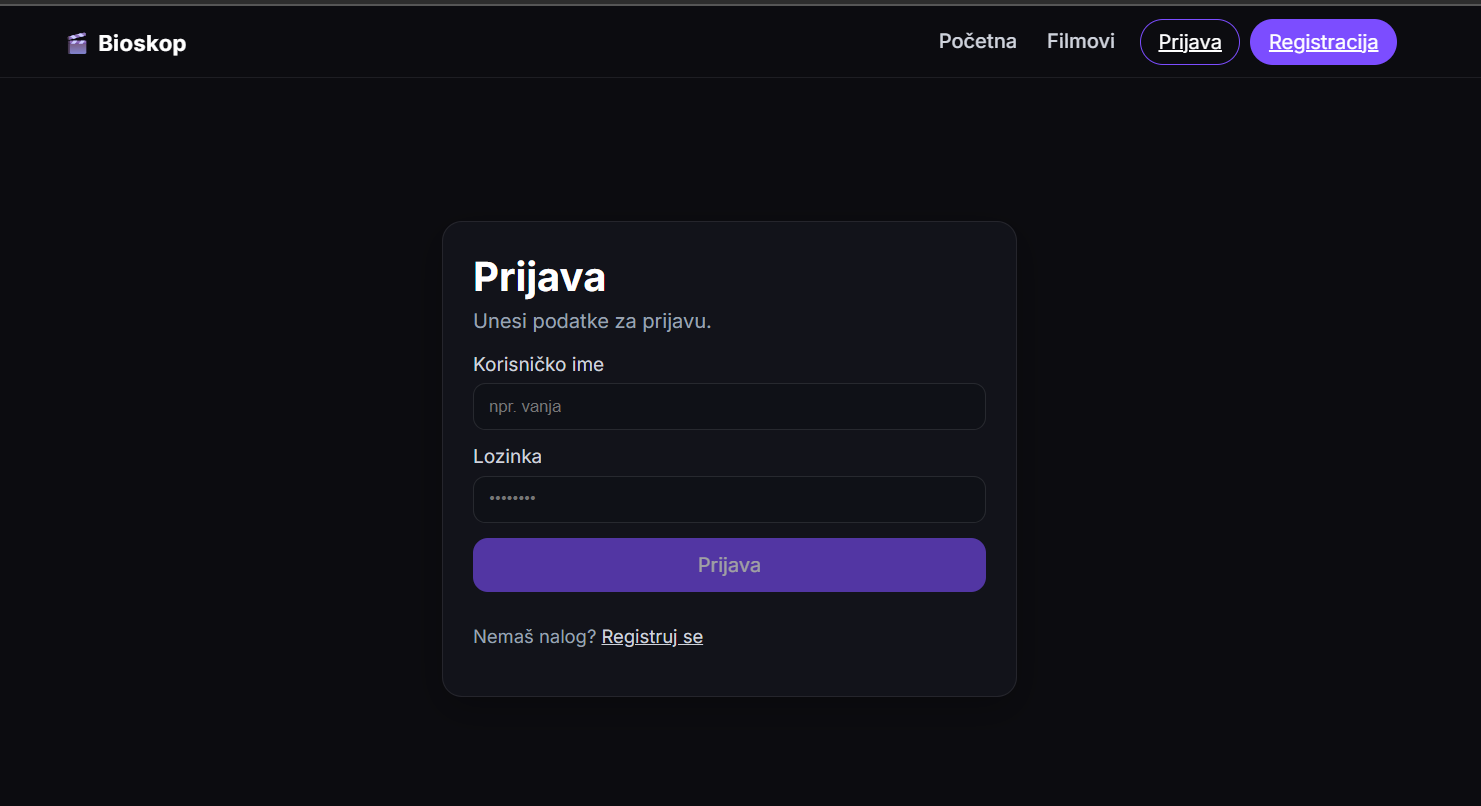 Bioskop
Početna Filmovi Prijava Registracija
Prijava
Unesi podatke za prijavu.
Korisničko ime
npr. vanja
Lozinka
••••••••
Prijava
Nemaš nalog? Registruj se